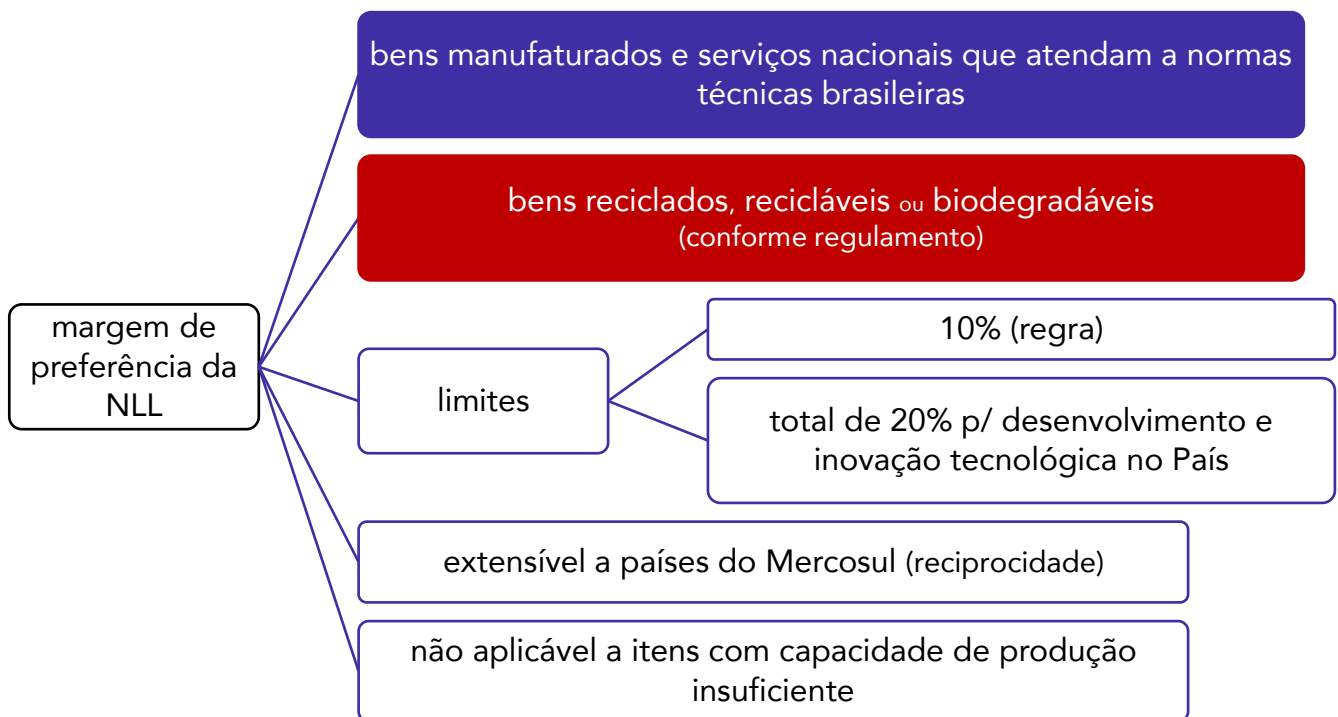 bens manufaturados e serviços nacionais que atendam a normas
técnicas brasileiras
bens reciclados, recicláveis ou biodegradáveis
(conforme regulamento)
margem de
preferência da
NLL
limites
10% (regra)
total de 20% p/ desenvolvimento e
inovação tecnológica no País
extensível a países do Mercosul (reciprocidade)
não aplicável a itens com capacidade de produção
insuficiente